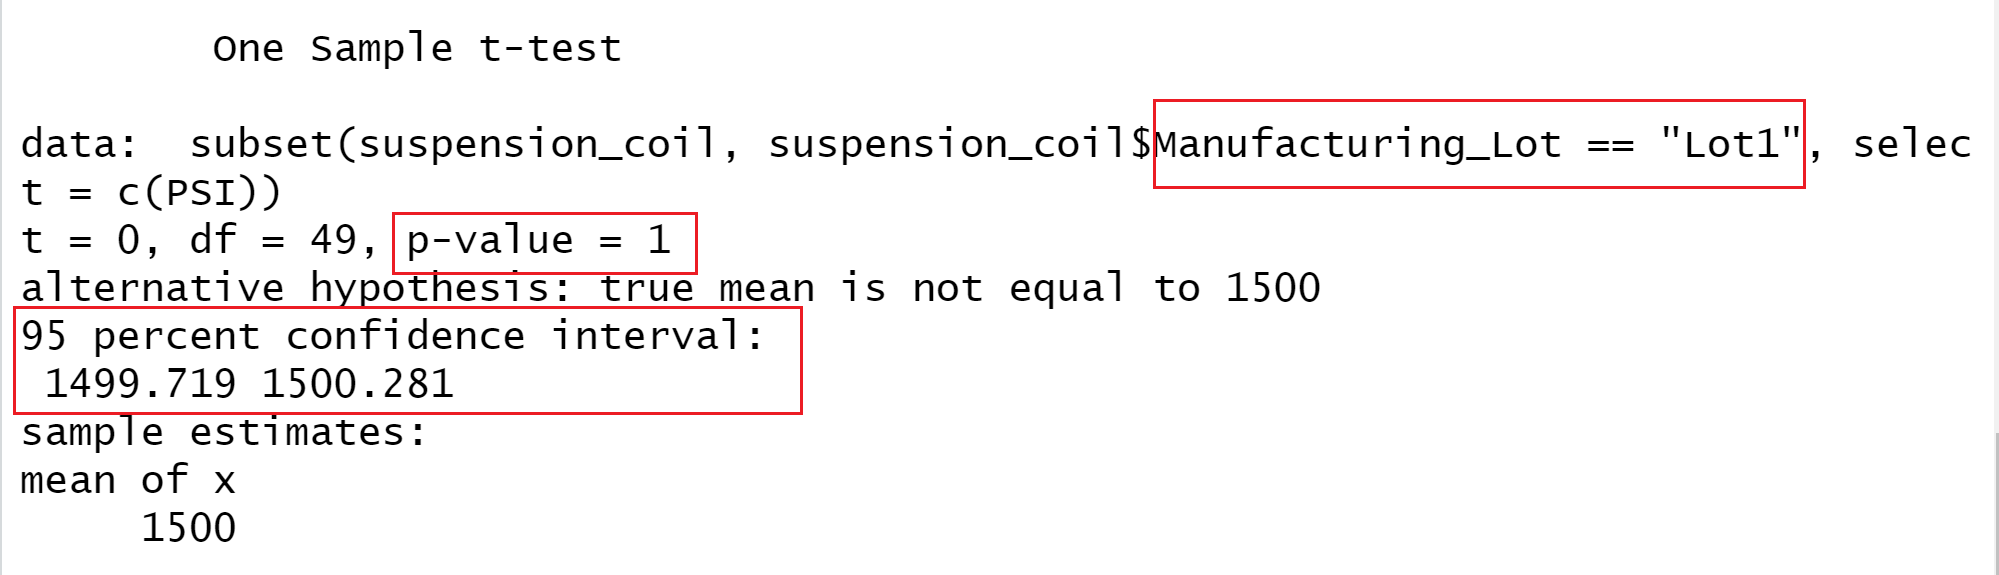 One Sample t-test
data:  subset(suspension_coil, suspension_coil$Manufacturing_Lot == "Lot1", selec
t = c(PSI))
t = 0, df = 49, p-value = 1
alternative hypothesis: true mean is not equal to 1500
95 percent confidence interval:
1499.719 1500.281
sample estimates:
mean of x
1500